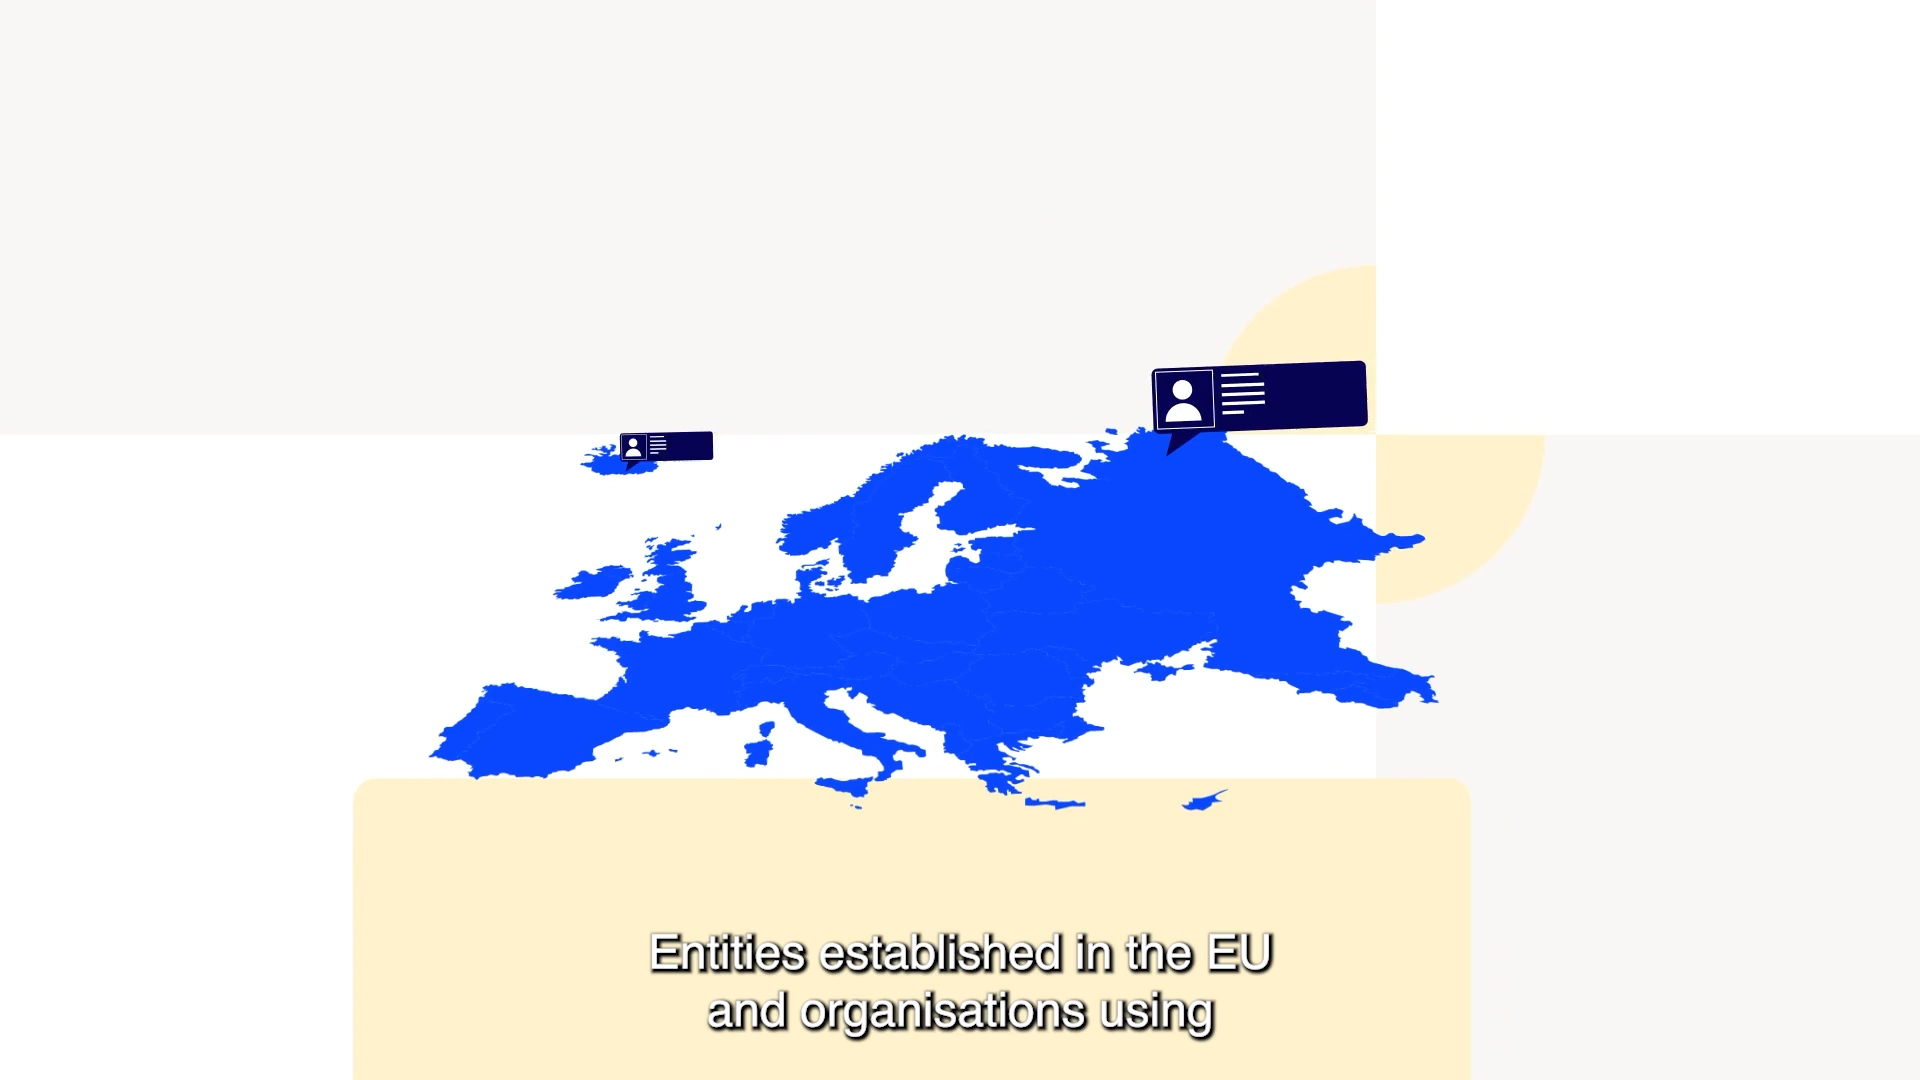 Entities established in the EU
and organisations using